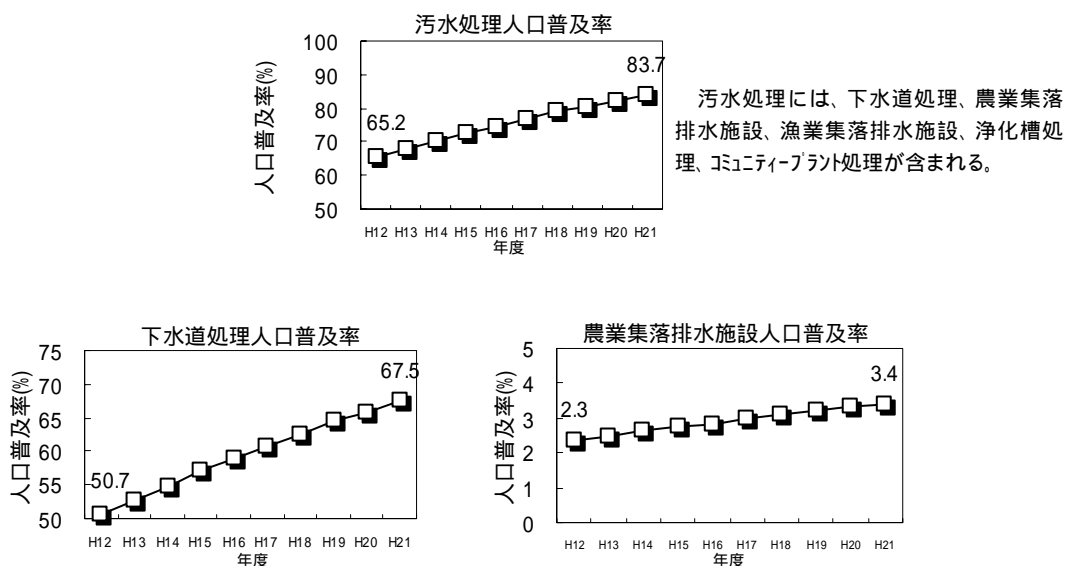 汚水処理人口普及率
100
90
80
70
60
50
人口普及率(%)
65.2
83.7
H12 H13 H14 H15 H16 H17 H18 H19 H20 H21
年度
汚水処理には、下水道処理、農業集落
排水施設、漁業集落排水施設、浄化槽処
理、コミュニティープラント処理が含まれる。
下水道処理人口普及率
75
70
65
60
55
50
人口普及率(%)
50.7
67.5
H12 H13 H14 H15 H16 H17 H18 H19 H20 H21
年度
農業集落排水施設人口普及率
5
4
3
2
1
0
人口普及率(%)
2.3
3.4
H12 H13 H14 H15 H16 H17 H18 H19 H20 H21
年度